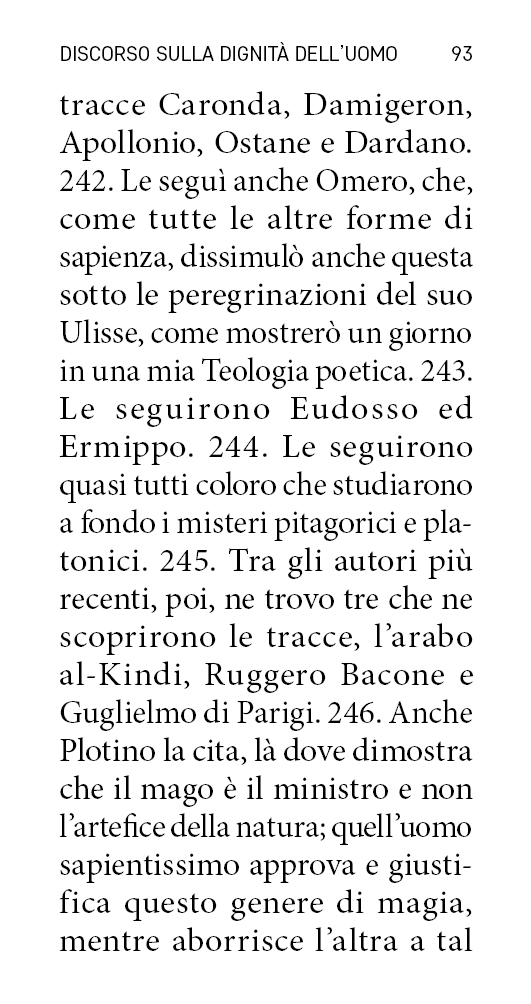 DISCORSO SULLA DIGNITÀ DELL'UOMO 93
tracce Caronda, Damigeron,
Apollonio, Ostane e Dardano.
242. Le seguì anche Omero, che,
come tutte le altre forme di
sapienza, dissimulò anche questa
sotto le peregrinazioni del suo
Ulisse, come mostrerò un giorno
in una mia Teologia poetica. 243.
Le seguirono Eudosso ed
Ermippo. 244. Le seguirono
quasi tutti coloro che studiarono
a fondo i misteri pitagorici e pla-
tonici. 245. Tra gli autori più
recenti, poi, ne trovo tre che ne
scoprirono le tracce, l'arabo
al-Kindi, Ruggero Bacone e
Guglielmo di Parigi. 246. Anche
Plotino la cita, là dove dimostra
che il mago è il ministro e non
l'artefice della natura; quell'uomo
sapientissimo approva e giusti-
fica questo genere di magia,
mentre aborrisce l'altra a tal